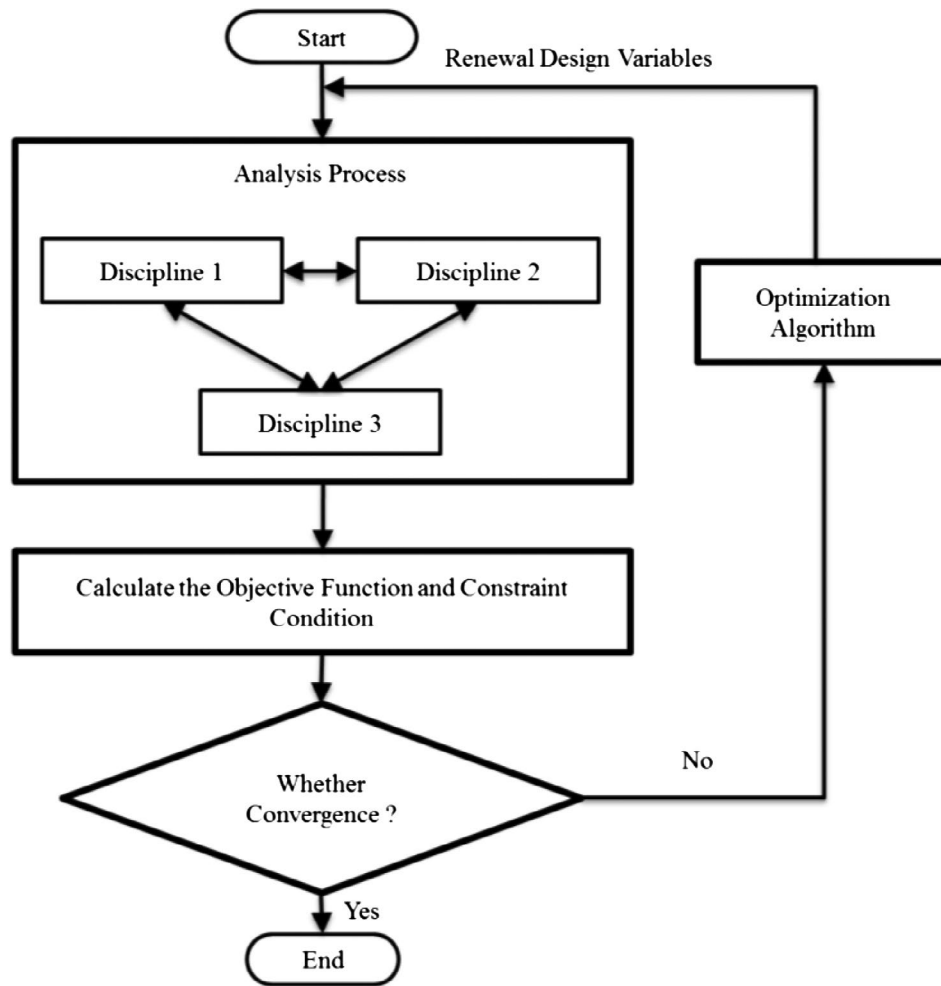 Start
Renewal Design Variables
Analysis Process
Discipline 1
Discipline 2
Optimization
Algorithm
Discipline 3
Calculate the Objective Function and Constraint
Condition
No
Whether
Convergence ?
Yes
End